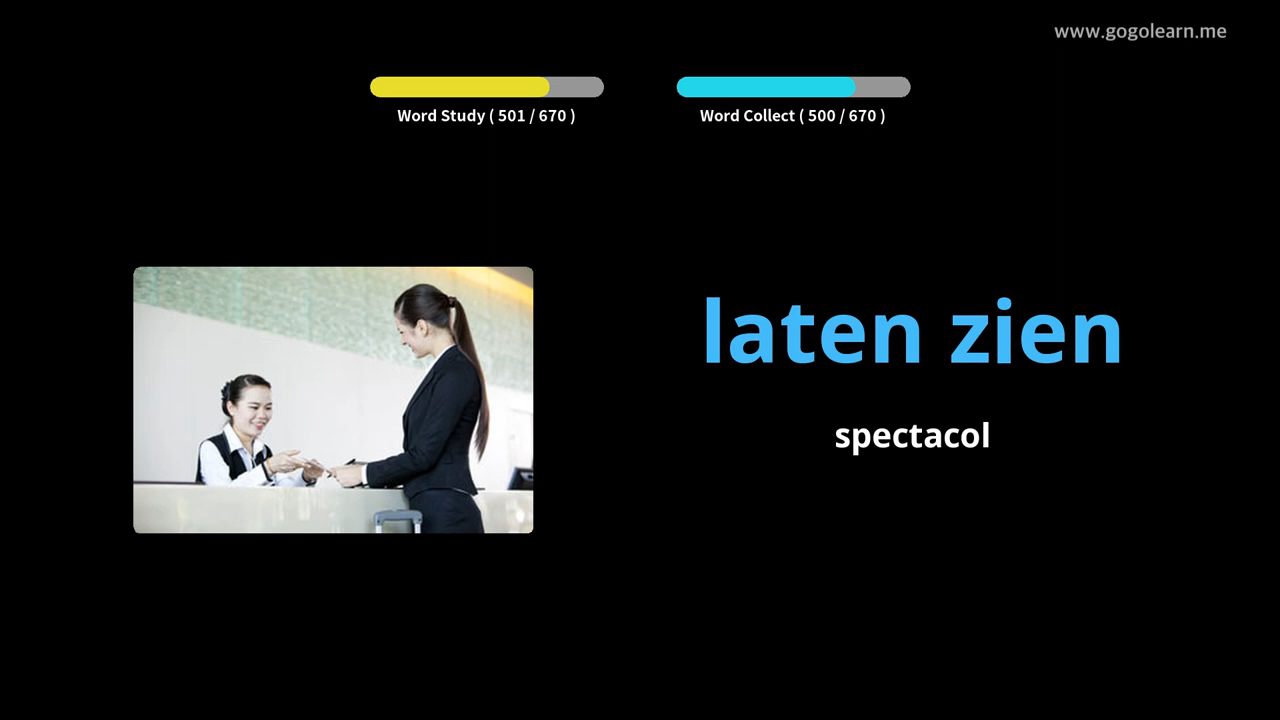 www.gogolearn.me
Word Study ( 501 / 670 )
Word Collect ( 500 / 670 )
laten zien
spectacol